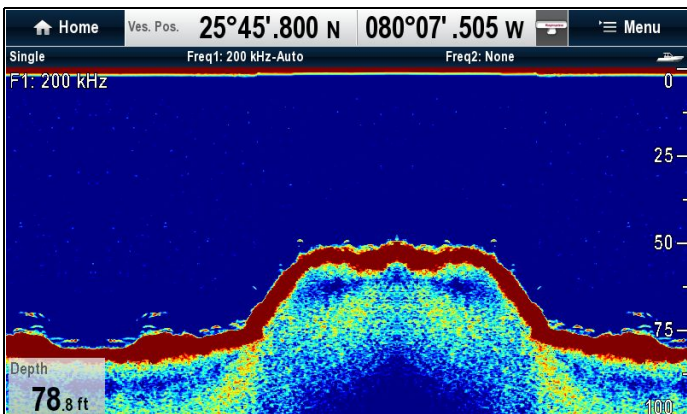 Home Ves. Pos. 25°45'.800 N 080°07'.505 W Menu
Single Freq1: 200 kHz-Auto Freq2: None
F1: 200 kHz
0
25
50
75
100
Depth
78.8 ft